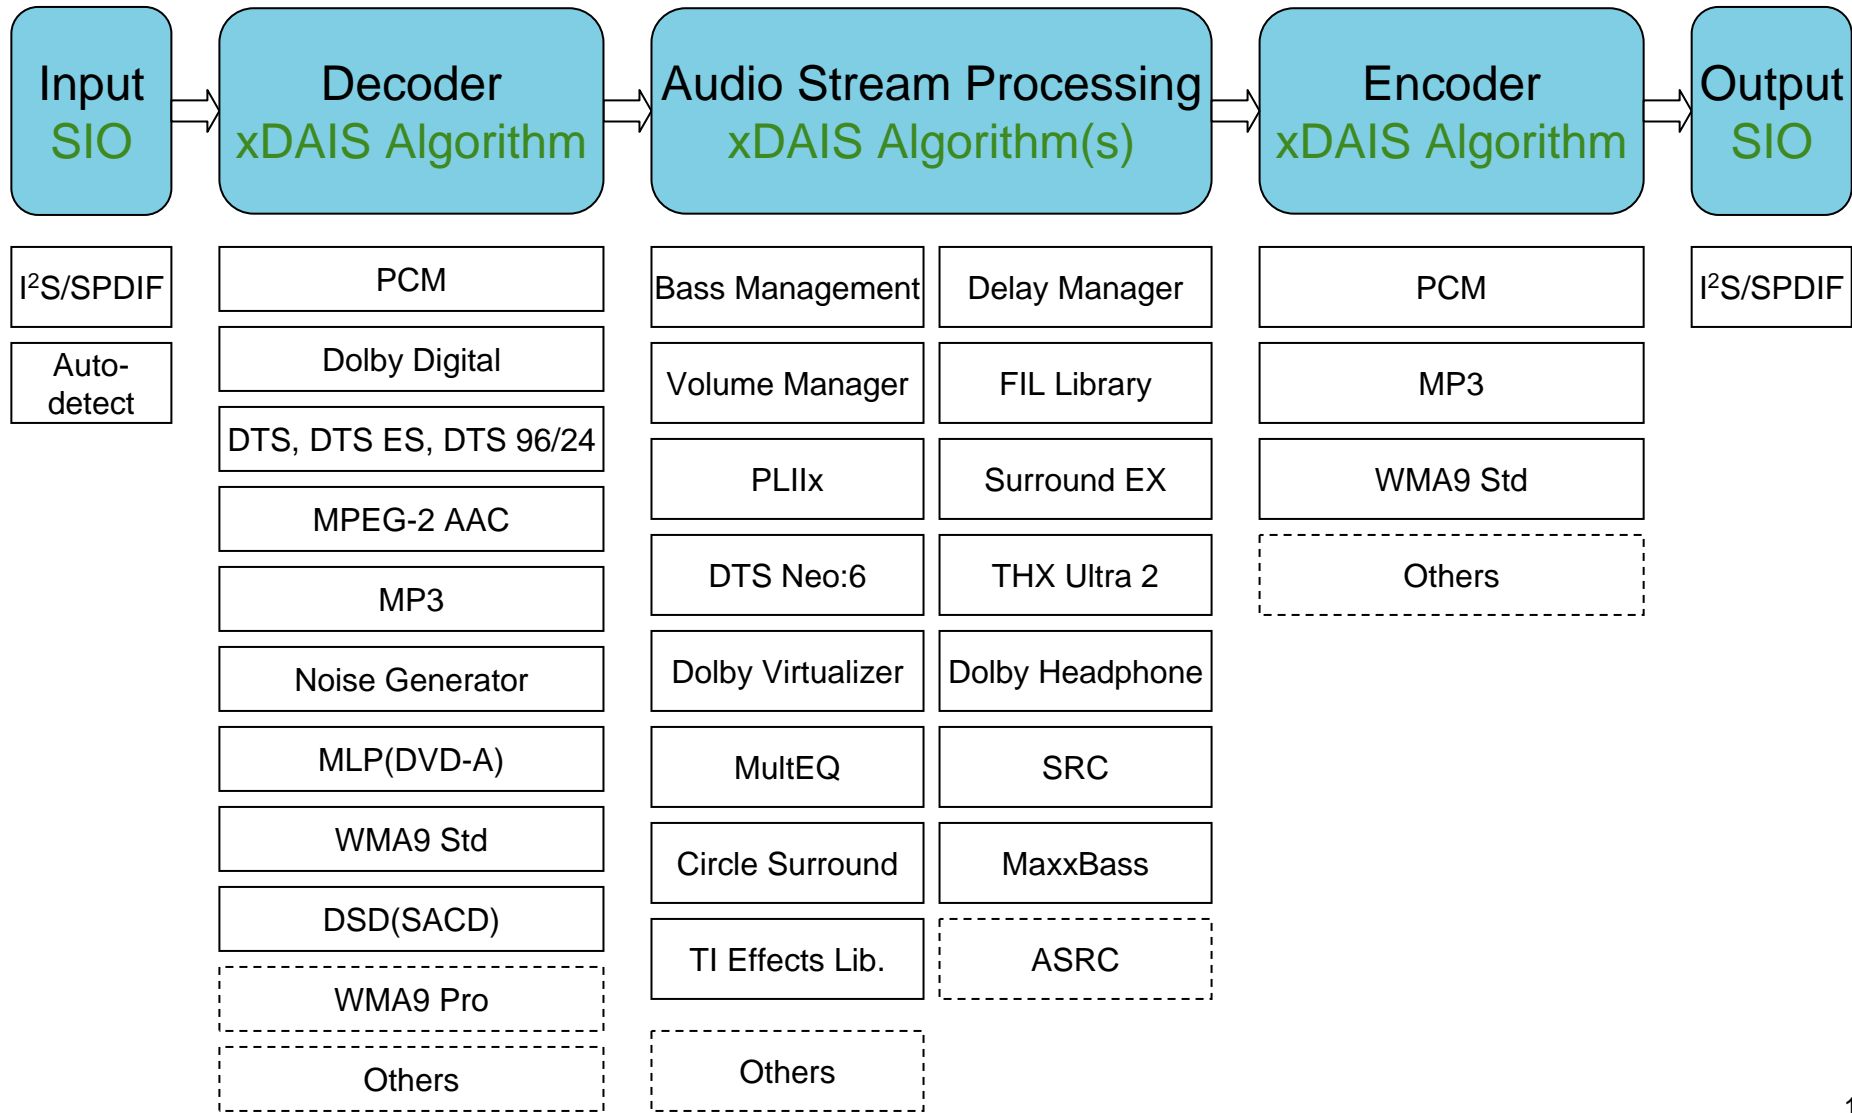 Input
SIO
Decoder
xDAIS Algorithm
Audio Stream Processing
xDAIS Algorithm(s)
Encoder
xDAIS Algorithm
Output
SIO
I²S/SPDIF
Auto-
detect
PCM
Dolby Digital
DTS, DTS ES, DTS 96/24
MPEG-2 AAC
MP3
Noise Generator
MLP(DVD-A)
WMA9 Std
DSD(SACD)
WMA9 Pro
Others
Bass Management
Volume Manager
PLIIx
DTS Neo:6
Dolby Virtualizer
MultEQ
Circle Surround
TI Effects Lib.
Others
Delay Manager
FIL Library
Surround EX
THX Ultra 2
Dolby Headphone
SRC
MaxxBass
ASRC
PCM
MP3
WMA9 Std
Others
I²S/SPDIF